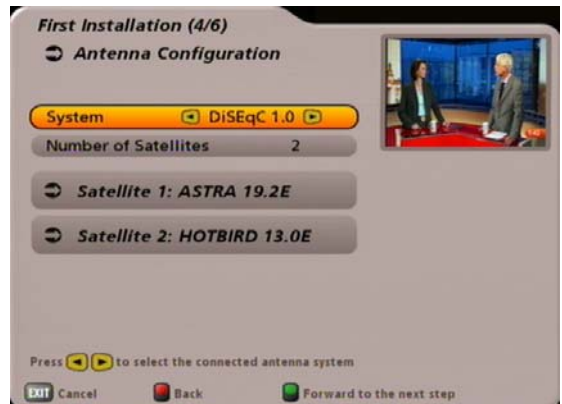 First Installation (4/6)
Antenna Configuration
System DiSEqC 1.0
Number of Satellites 2
Satellite 1: ASTRA 19.2E
Satellite 2: HOTBIRD 13.0E
Press to select the connected antenna system
EXIT Cancel Back Forward to the next step